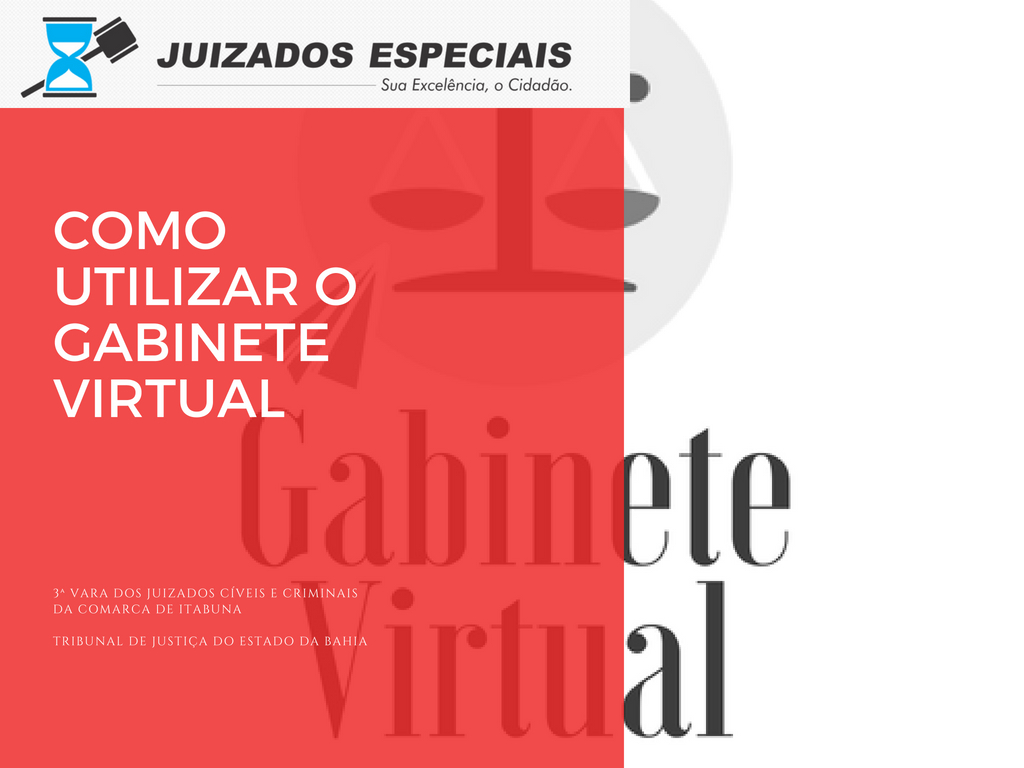 JUIZADOS ESPECIAIS
Sua Excelência, o Cidadão.
COMO
UTILIZAR O
GABINETE
VIRTUAL
Gabinete
Virtual
3ª VARA DOS JUIZADOS CÍVEIS E CRIMINAIS
DA COMARCA DE ITABUNA
TRIBUNAL DE JUSTIÇA DO ESTADO DA BAHIA